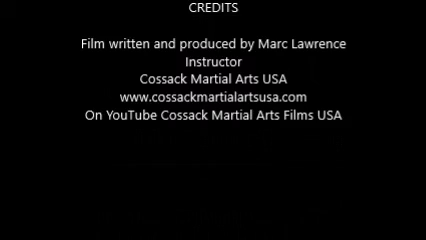 CREDITS
Film written and produced by Marc Lawrence
Instructor
Cossack Martial Arts USA
www.cossackmartialartsusa.com
On YouTube Cossack Martial Arts Films USA